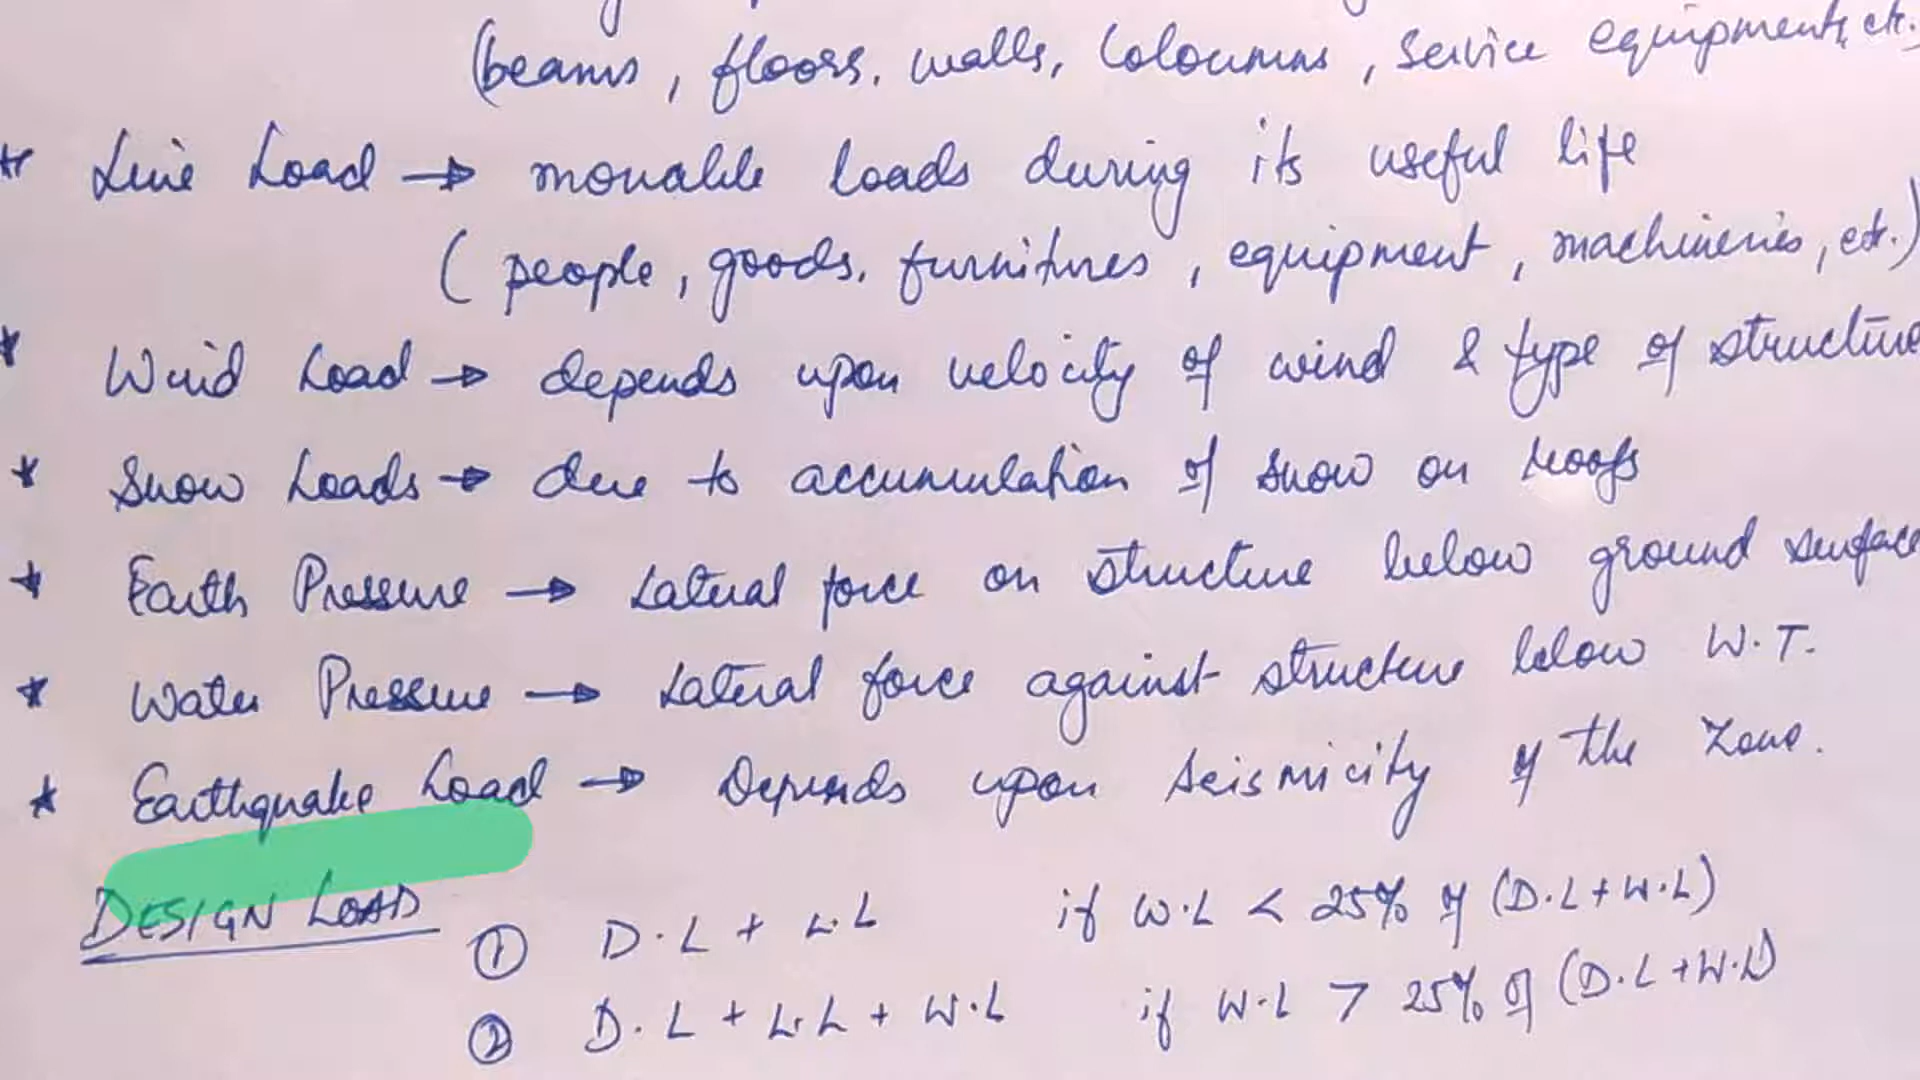 (beams, floors, walls, Coloumns, Service equipments, etc.,
* Live Load → movable loads during its useful life
( people, goods, furnitures, equipment, machineries, etc.)
* Wind Load → depends upon velocity of wind & type of structure
* Snow Loads → due to accumulation of snow on roofs
* Earth Pressure → Lateral force on structure below ground surface
* Water Pressure → Lateral force against structure below W.T.
* Earthquake Load → Depends upon seismicity of the Zone.
DESIGN LOAD
① D.L + L.L if W.L < 25% of (D.L+W.L)
② D.L + L.L + W.L if W.L > 25% of (D.L+W.L)